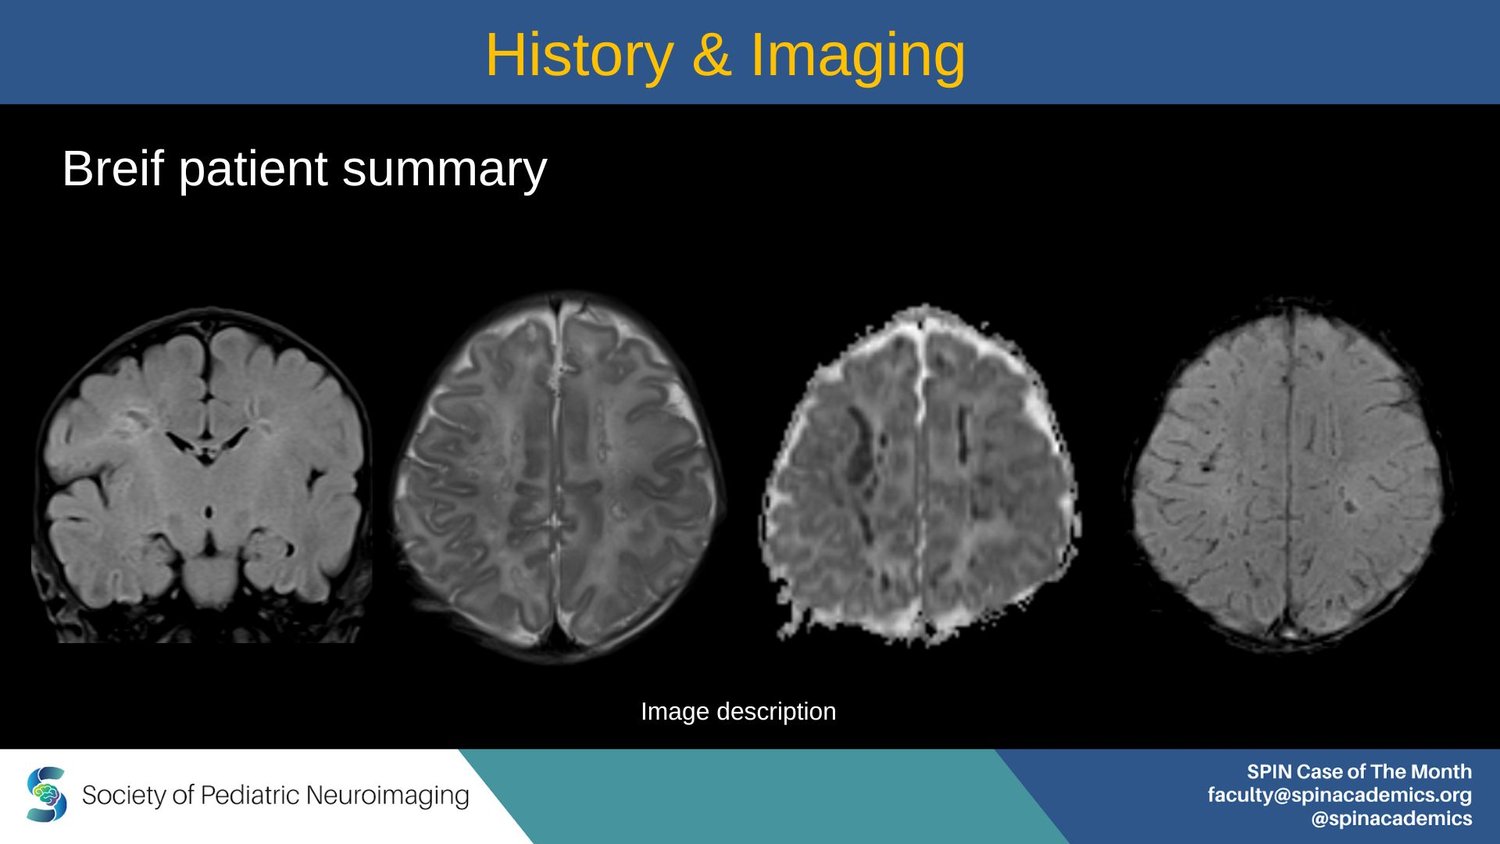 History & Imaging
Breif patient summary
Image description
Society of Pediatric Neuroimaging
SPIN Case of The Month
faculty@spinacademics.org
@spinacademics